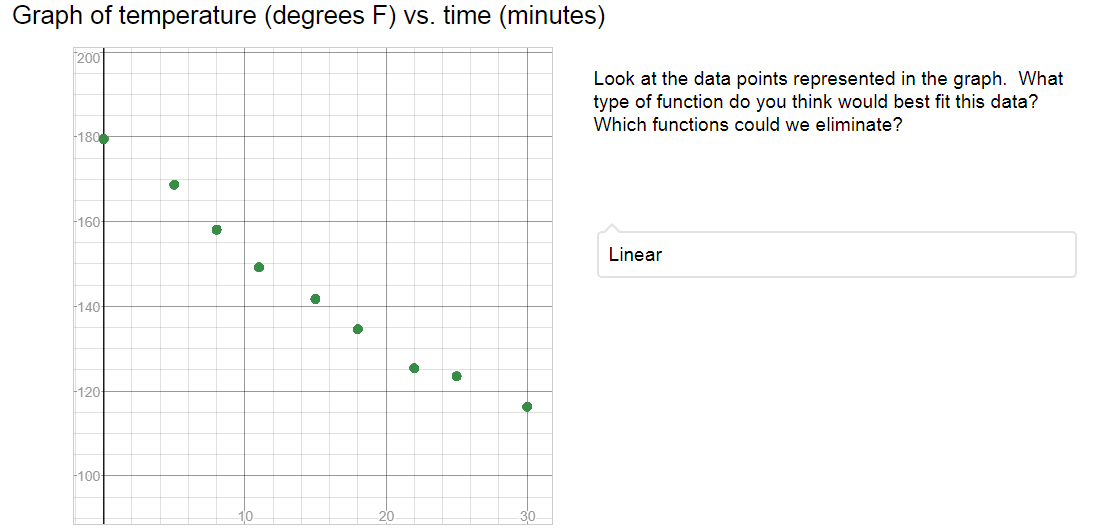 Graph of temperature (degrees F) vs. time (minutes)
200
180
160
140
120
100
10
20
30
Look at the data points represented in the graph.  What
type of function do you think would best fit this data?
Which functions could we eliminate?
Linear